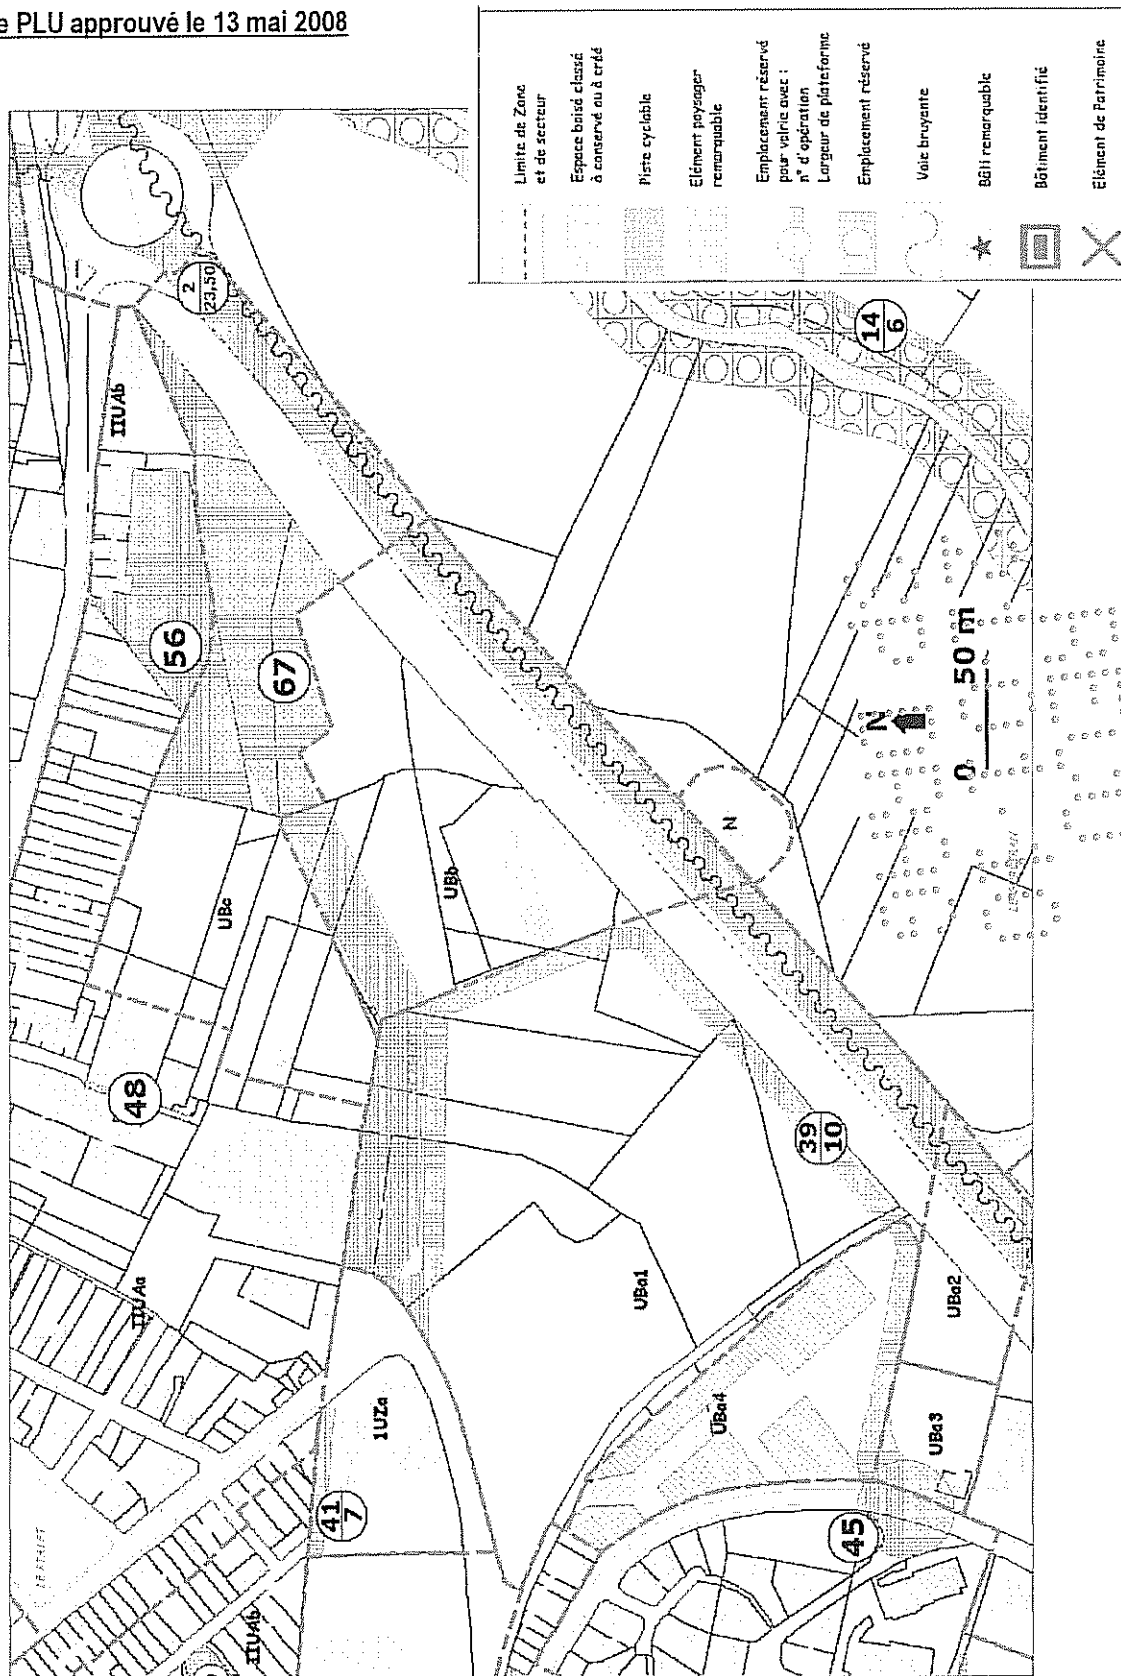 e PLU approuvé le 13 mai 2008
Limite de Zone
et de secteur
Espace boisé classé
à conservé ou à créé
Piste cyclable
Elément paysager
remarquable
Emplacement réservé
pour voirie avec :
n° d'opération
Largeur de plateforme
Emplacement réservé
Voie bruyante
Bâti remarquable
Bâtiment identifié
Elément de Patrimoine
2
23,50
IIUAb
56
67
14
6
UBc
UBb
N
N
0 50 m
48
39
10
IIUAa
UBa1
UBa2
1UZa
UBa4
UBa3
41
7
45
IIUAb